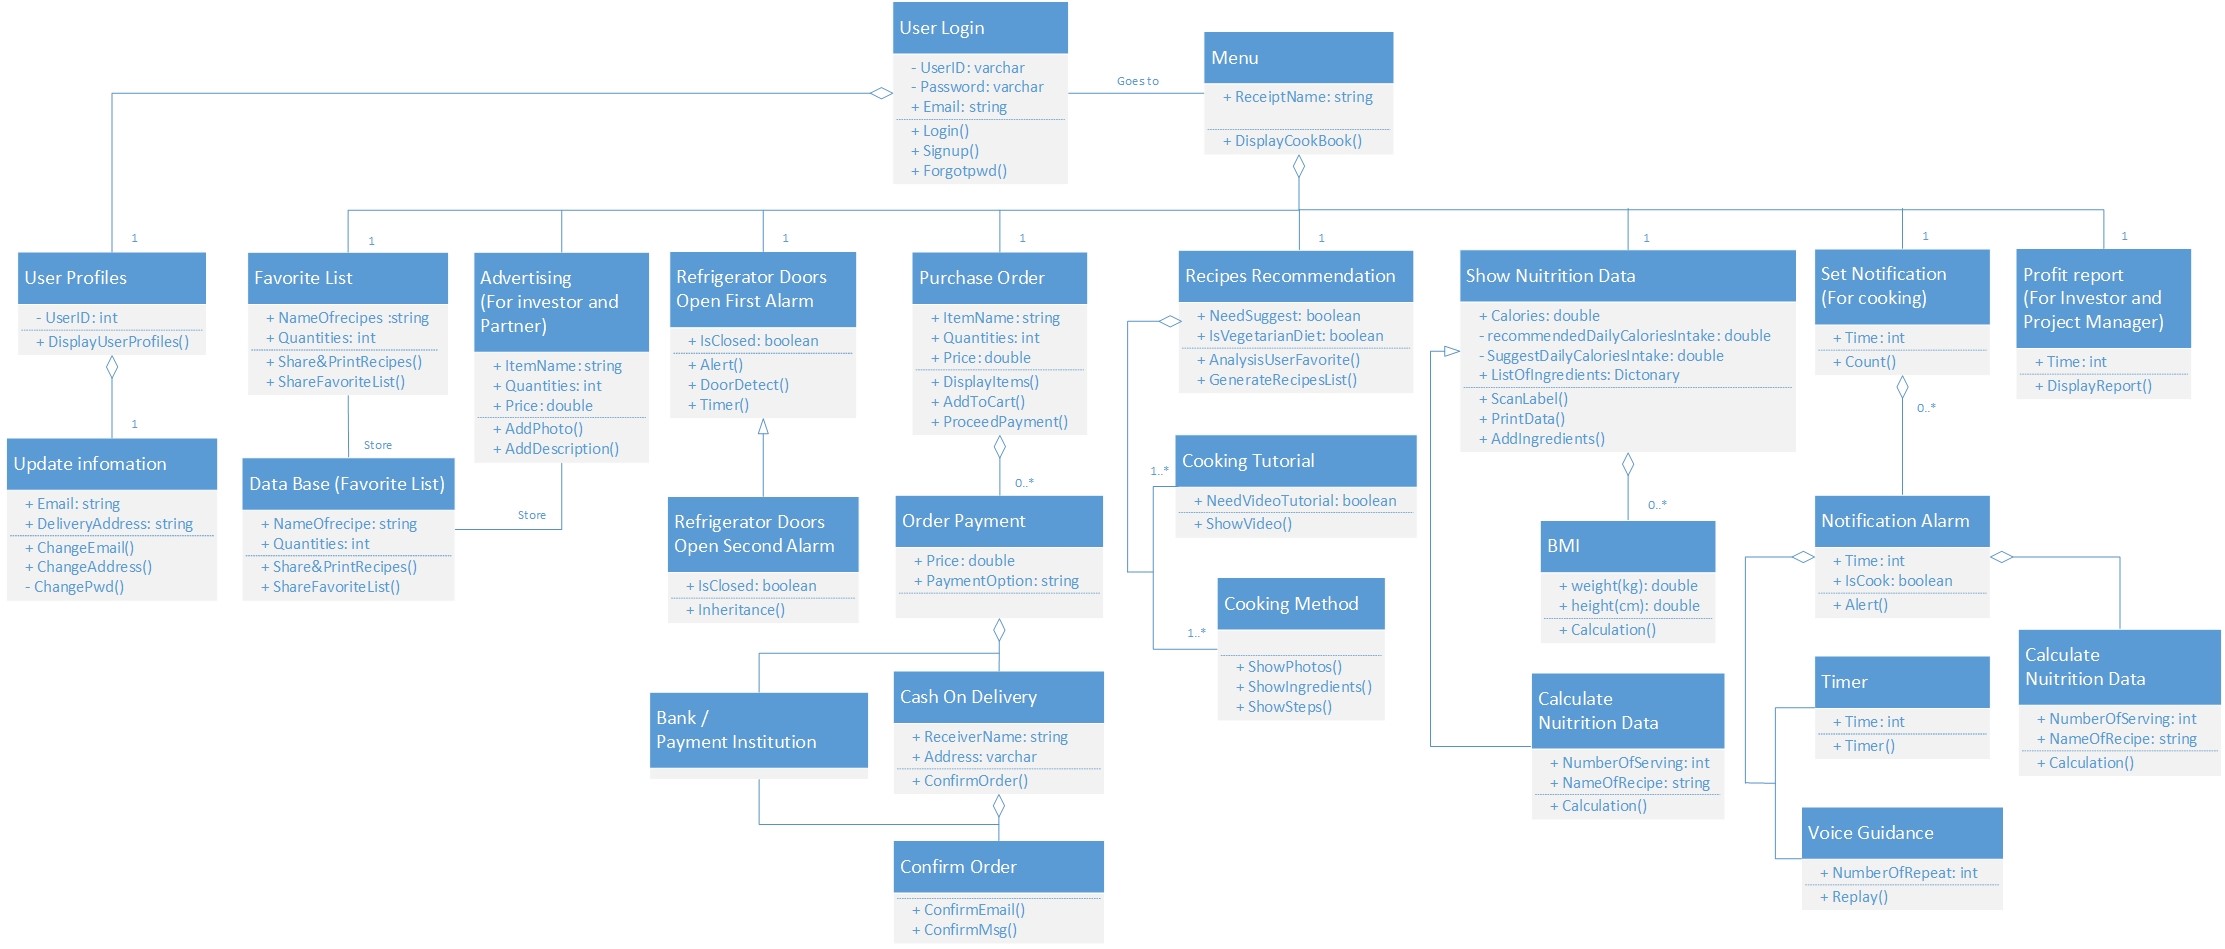 User Login
- UserID: varchar
- Password: varchar
+ Email: string
+ Login()
+ Signup()
+ Forgotpwd()
Goes to
Menu
+ ReceiptName: string
+ DisplayCookBook()
1
User Profiles
- UserID: int
+ DisplayUserProfiles()
1
Update infomation
+ Email: string
+ DeliveryAddress: string
+ ChangeEmail()
+ ChangeAddress()
- ChangePwd()
1
Favorite List
+ NameOfrecipes :string
+ Quantities: int
+ Share&PrintRecipes()
+ ShareFavoriteList()
Store
Data Base (Favorite List)
+ NameOfrecipe: string
+ Quantities: int
+ Share&PrintRecipes()
+ ShareFavoriteList()
Advertising
(For investor and
Partner)
+ ItemName: string
+ Quantities: int
+ Price: double
+ AddPhoto()
+ AddDescription()
Store
1
Refrigerator Doors
Open First Alarm
+ IsClosed: boolean
+ Alert()
+ DoorDetect()
+ Timer()
Refrigerator Doors
Open Second Alarm
+ IsClosed: boolean
+ Inheritance()
1
Purchase Order
+ ItemName: string
+ Quantities: int
+ Price: double
+ DisplayItems()
+ AddToCart()
+ ProceedPayment()
0..*
Order Payment
+ Price: double
+ PaymentOption: string
Bank /
Payment Institution
Cash On Delivery
+ ReceiverName: string
+ Address: varchar
+ ConfirmOrder()
Confirm Order
+ ConfirmEmail()
+ ConfirmMsg()
1
Recipes Recommendation
+ NeedSuggest: boolean
+ IsVegetarianDiet: boolean
+ AnalysisUserFavorite()
+ GenerateRecipesList()
1..*
Cooking Tutorial
+ NeedVideoTutorial: boolean
+ ShowVideo()
1..*
Cooking Method
+ ShowPhotos()
+ ShowIngredients()
+ ShowSteps()
1
Show Nuitrition Data
+ Calories: double
- recommendedDailyCaloriesIntake: double
- SuggestDailyCaloriesIntake: double
+ ListOfIngredients: Dictonary
+ ScanLabel()
+ PrintData()
+ AddIngredients()
0..*
BMI
+ weight(kg): double
+ height(cm): double
+ Calculation()
Calculate
Nuitrition Data
+ NumberOfServing: int
+ NameOfRecipe: string
+ Calculation()
1
Set Notification
(For cooking)
+ Time: int
+ Count()
0..*
Notification Alarm
+ Time: int
+ IsCook: boolean
+ Alert()
Timer
+ Time: int
+ Timer()
Voice Guidance
+ NumberOfRepeat: int
+ Replay()
1
Profit report
(For Investor and
Project Manager)
+ Time: int
+ DisplayReport()
Calculate
Nuitrition Data
+ NumberOfServing: int
+ NameOfRecipe: string
+ Calculation()